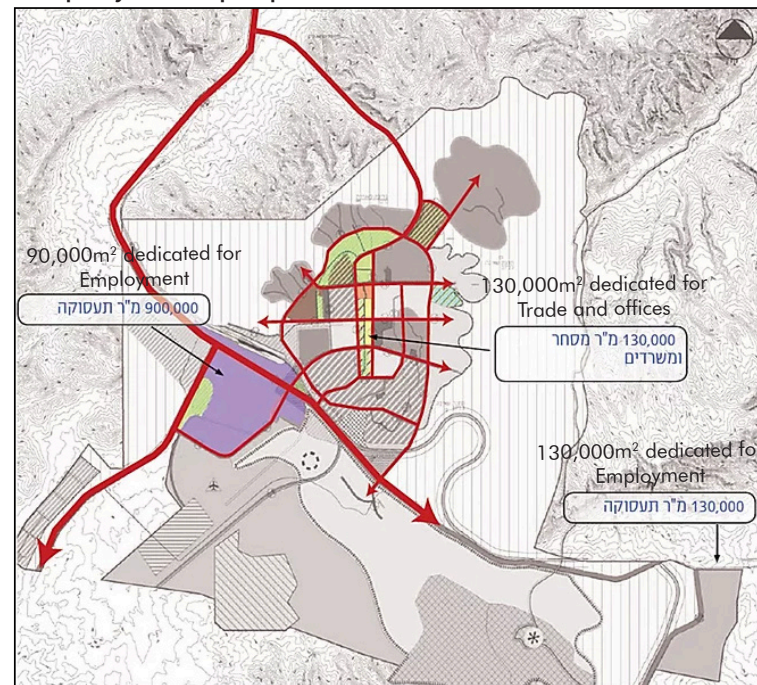 90,000m² dedicated for
Employment
900,000 מ"ר תעסוקה
130,000m² dedicated for
Trade and offices
130,000 מ"ר מסחר
ומשרדים
130,000m² dedicated fo
Employment
130,000 מ"ר תעסוקה